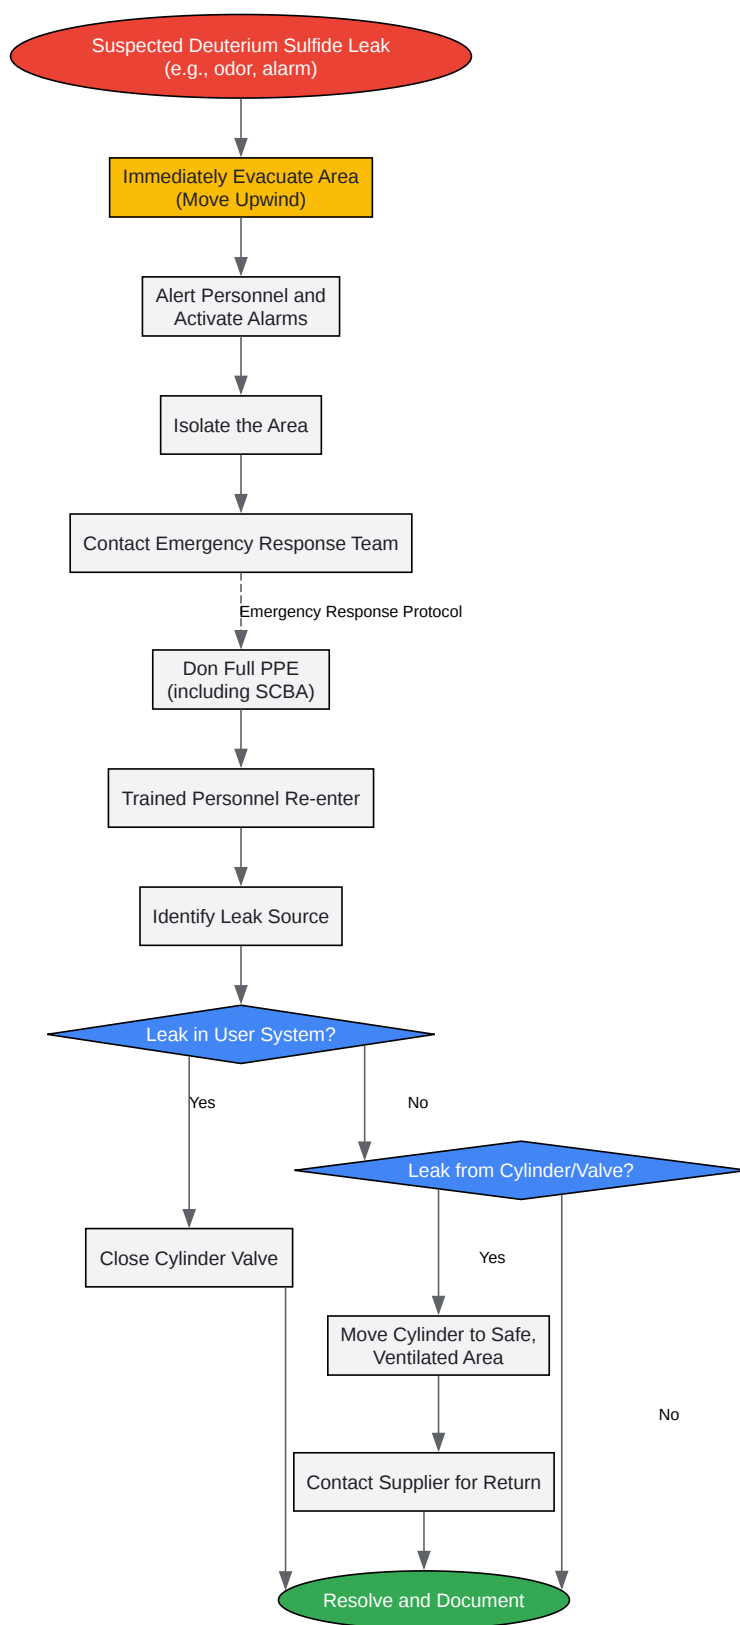 Suspected Deuterium Sulfide Leak
(e.g., odor, alarm)
Immediately Evacuate Area
(Move Upwind)
Alert Personnel and
Activate Alarms
Isolate the Area
Contact Emergency Response Team
Emergency Response Protocol
Don Full PPE
(including SCBA)
Trained Personnel Re-enter
Identify Leak Source
Leak in User System?
Yes
No
Leak from Cylinder/Valve?
Close Cylinder Valve
Yes
Move Cylinder to Safe,
Ventilated Area
No
Contact Supplier for Return
Resolve and Document